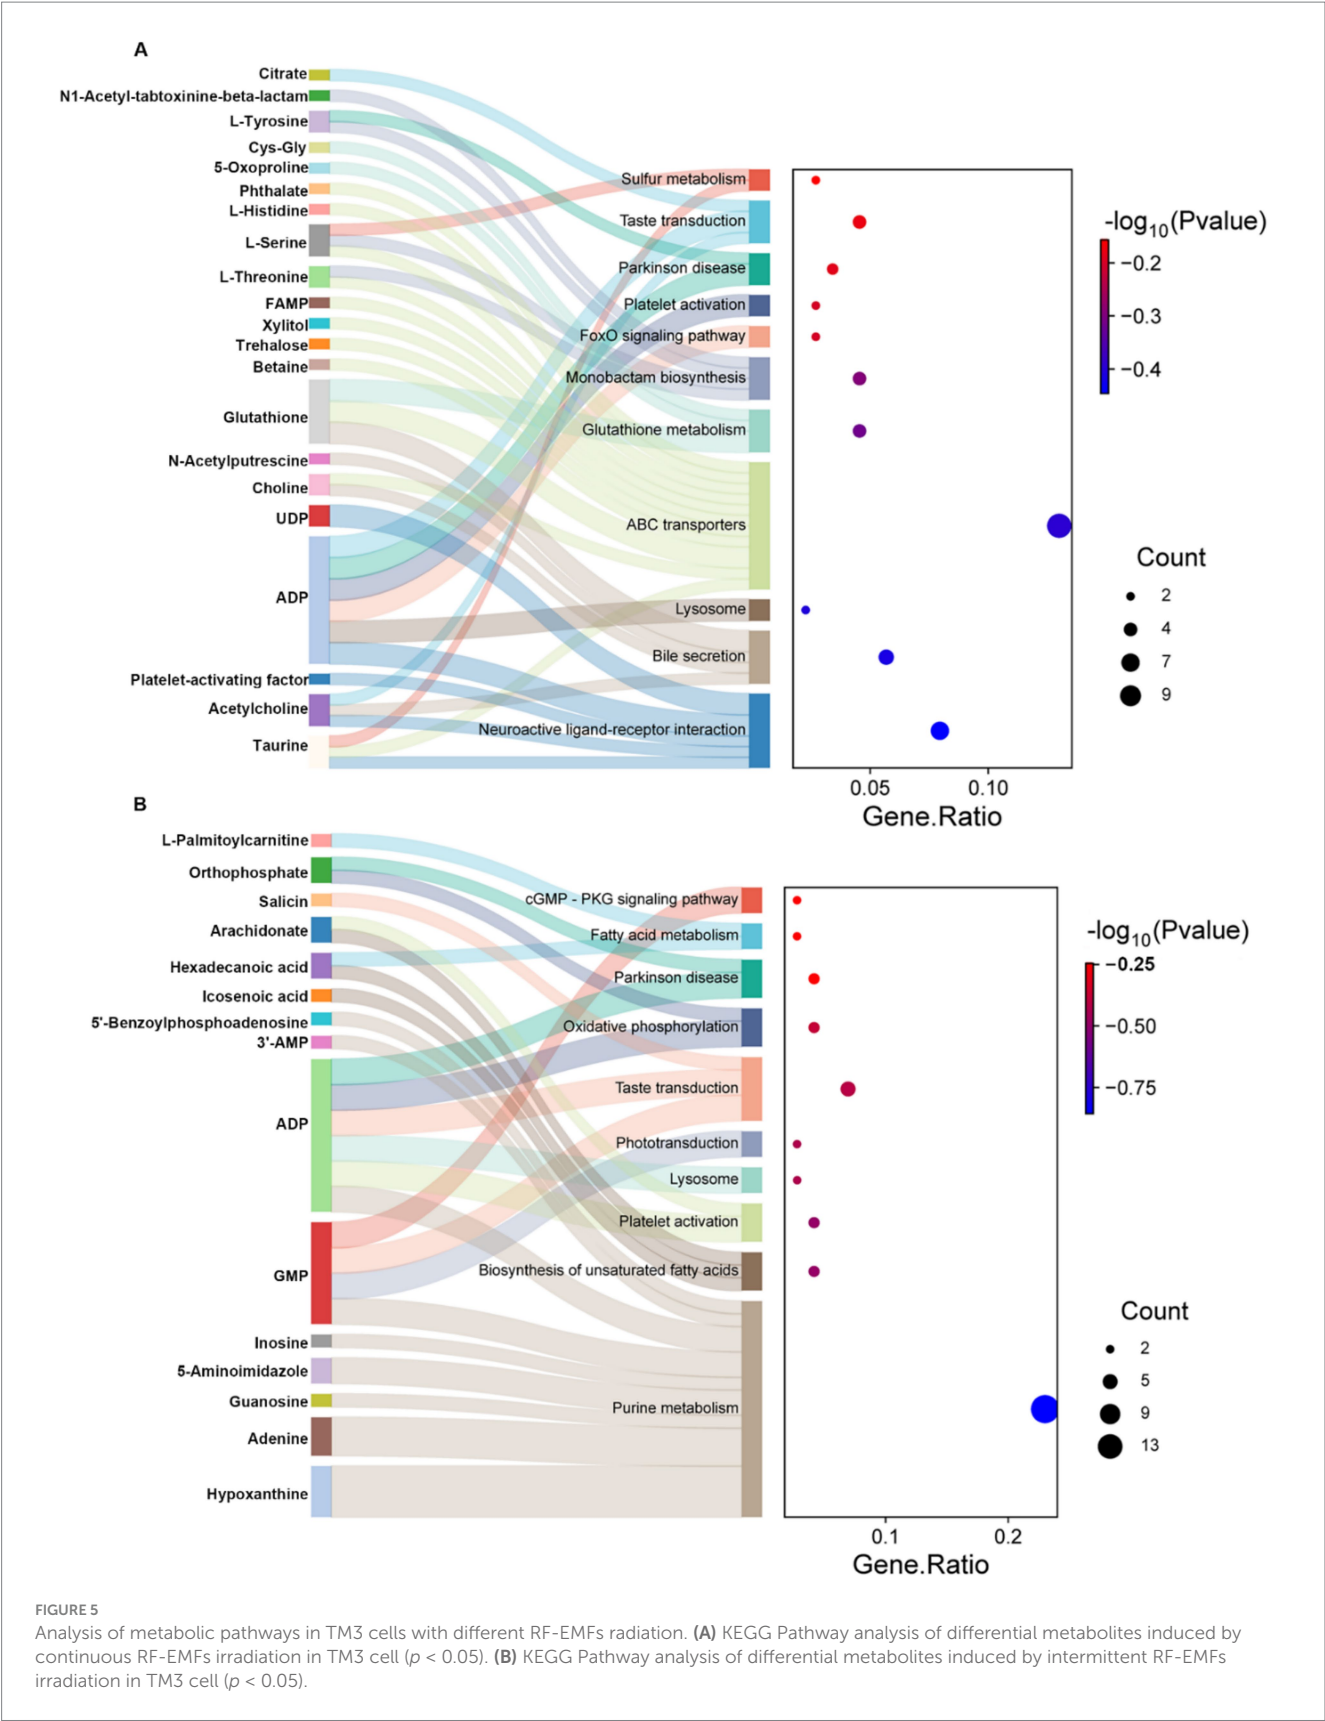 A
Citrate
N1-Acetyl-tabtoxinine-beta-lactam
L-Tyrosine
Cys-Gly
5-Oxoproline
Phthalate
L-Histidine
L-Serine
L-Threonine
FAMP
Xylitol
Trehalose
Betaine
Glutathione
N-Acetylputrescine
Choline
UDP
ADP
Platelet-activating factor
Acetylcholine
Taurine
Sulfur metabolism
Taste transduction
Parkinson disease
Platelet activation
FoxO signaling pathway
Monobactam biosynthesis
Glutathione metabolism
ABC transporters
Lysosome
Bile secretion
Neuroactive ligand-receptor interaction
0.05 0.10
Gene.Ratio
-log10(Pvalue)
−0.2
−0.3
−0.4
Count
2
4
7
9
B
L-Palmitoylcarnitine
Orthophosphate
Salicin
Arachidonate
Hexadecanoic acid
Icosenoic acid
5'-Benzoylphosphoadenosine
3'-AMP
ADP
GMP
Inosine
5-Aminoimidazole
Guanosine
Adenine
Hypoxanthine
cGMP - PKG signaling pathway
Fatty acid metabolism
Parkinson disease
Oxidative phosphorylation
Taste transduction
Phototransduction
Lysosome
Platelet activation
Biosynthesis of unsaturated fatty acids
Purine metabolism
0.1 0.2
Gene.Ratio
-log10(Pvalue)
−0.25
−0.50
−0.75
Count
2
5
9
13
FIGURE 5
Analysis of metabolic pathways in TM3 cells with different RF-EMFs radiation. (A) KEGG Pathway analysis of differential metabolites induced by
continuous RF-EMFs irradiation in TM3 cell (p < 0.05). (B) KEGG Pathway analysis of differential metabolites induced by intermittent RF-EMFs
irradiation in TM3 cell (p < 0.05).